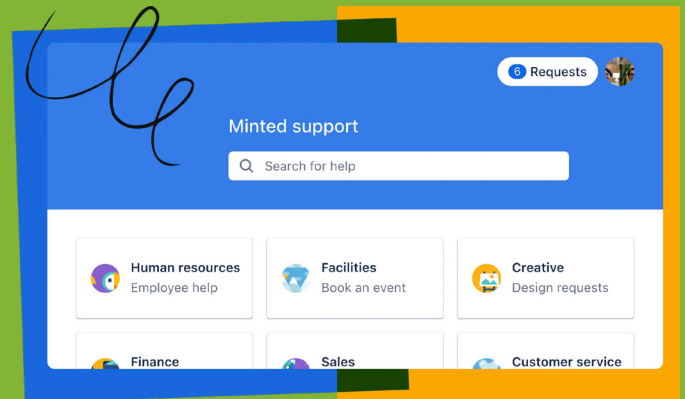 6 Requests
Minted support
Search for help
Human resources
Employee help
Facilities
Book an event
Creative
Design requests
Finance
Sales
Customer service